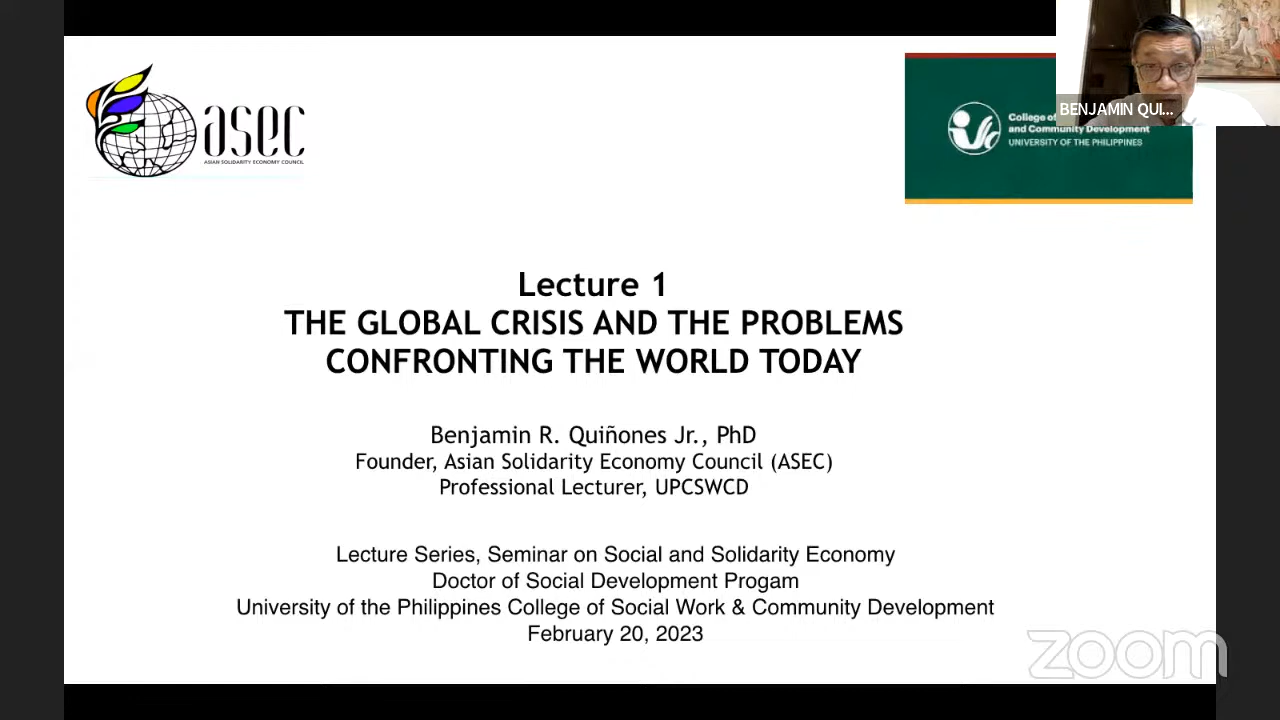 asec
ASIAN SOLIDARITY ECONOMY COUNCIL
College of
and Community Development
UNIVERSITY OF THE PHILIPPINES
BENJAMIN QUI...
Lecture 1
THE GLOBAL CRISIS AND THE PROBLEMS
CONFRONTING THE WORLD TODAY
Benjamin R. Quiñones Jr., PhD
Founder, Asian Solidarity Economy Council (ASEC)
Professional Lecturer, UPCSWCD
Lecture Series, Seminar on Social and Solidarity Economy
Doctor of Social Development Progam
University of the Philippines College of Social Work & Community Development
February 20, 2023
zoom